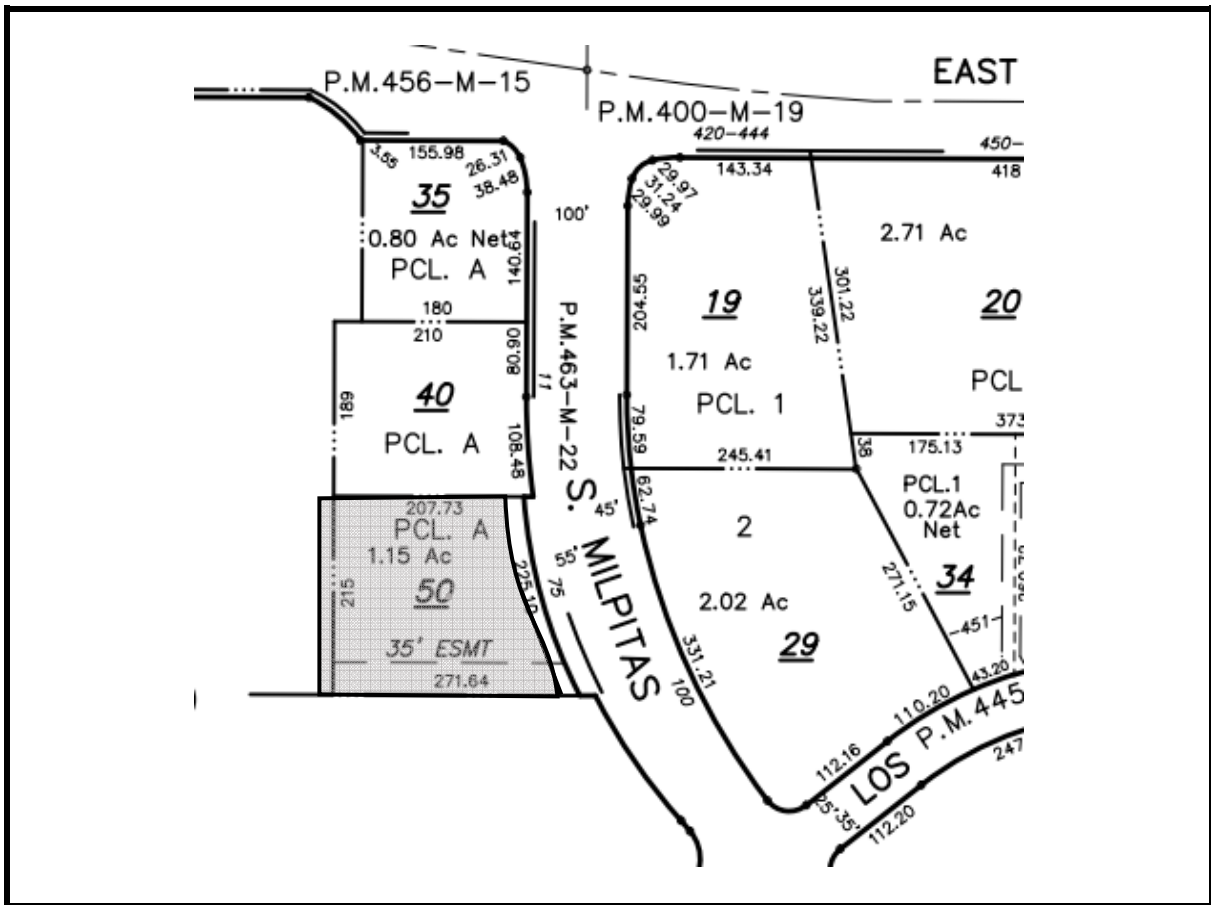 EAST
P.M.456-M-15
P.M.400-M-19
420-444
450-
3.55
155.98
26.31
38.48
29.97
31.24
29.99
143.34
418
35
100'
0.80 Ac Net
140.64
PCL. A
2.71 Ac
180
210
80.90
11
P.M.463-M-22
204.55
19
301.22
339.22
20
1.71 Ac
PCL
PCL. 1
189
40
PCL. A
108.48
79.59
245.41
38
373
175.13
207.73
PCL. A
1.15 Ac
50
215
225.19
35' ESMT
271.64
S. MILPITAS
45'
55'
75
100
62.74
2
2.02 Ac
29
331.21
PCL.1
0.72Ac
Net
34
271.15
-451-
43.20
110.20
112.16
LOS P.M.445
25' 35'
112.20
247